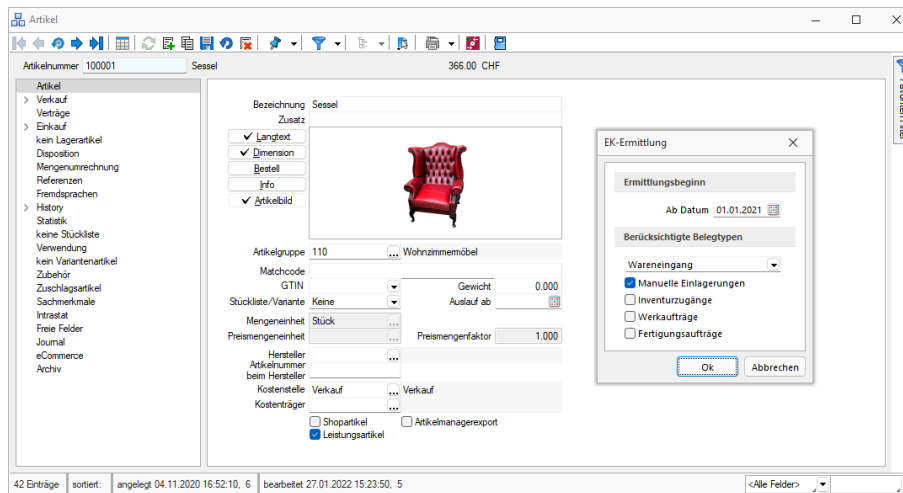 Artikel
Artikelnummer 100001 Sessel 366.00 CHF
Artikel
Verkauf
Verträge
Einkauf
kein Lagerartikel
Disposition
Mengenumrechnung
Referenzen
Fremdsprachen
History
Statistik
keine Stückliste
Verwendung
kein Variantenartikel
Zubehör
Zuschlagsartikel
Sachmerkmale
Intrastat
Freie Felder
Journal
eCommerce
Archiv
Bezeichnung Sessel
Zusatz
Langtext
Dimension
Bestell
Info
Artikelbild
Artikelgruppe 110 ... Wohnzimmermöbel
Matchcode
GTIN Gewicht 0.000
Stückliste/Variante Keine Auslauf ab
Mengeneinheit Stück ...
Preismengeneinheit ... Preismengenfaktor 1.000
Hersteller ...
Artikelnummer
beim Hersteller
Kostenstelle Verkauf ... Verkauf
Kostenträger ...
Shopartikel Artikelmanagerexport
Leistungsartikel
EK-Ermittlung
Ermittlungsbeginn
Ab Datum 01.01.2021
Berücksichtigte Belegtypen
Wareneingang
Manuelle Einlagerungen
Inventurzugänge
Werkaufträge
Fertigungsaufträge
Ok Abbrechen
42 Einträge sortiert: angelegt 04.11.2020 16:52:10, 6 bearbeitet 27.01.2022 15:23:50, 5 <Alle Felder>